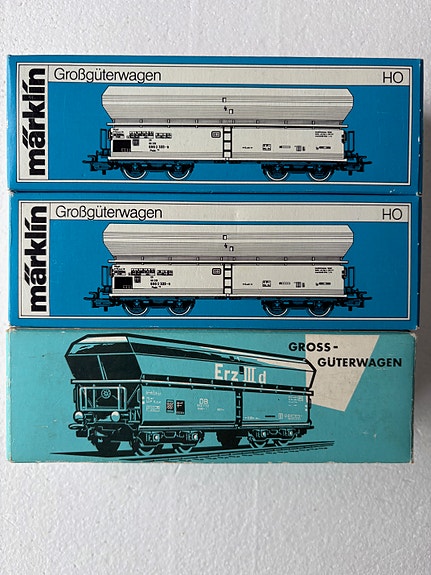 märklin
Großgüterwagen
HO
märklin
Großgüterwagen
HO
GROSS-
GÜTERWAGEN
Erz III d
DB